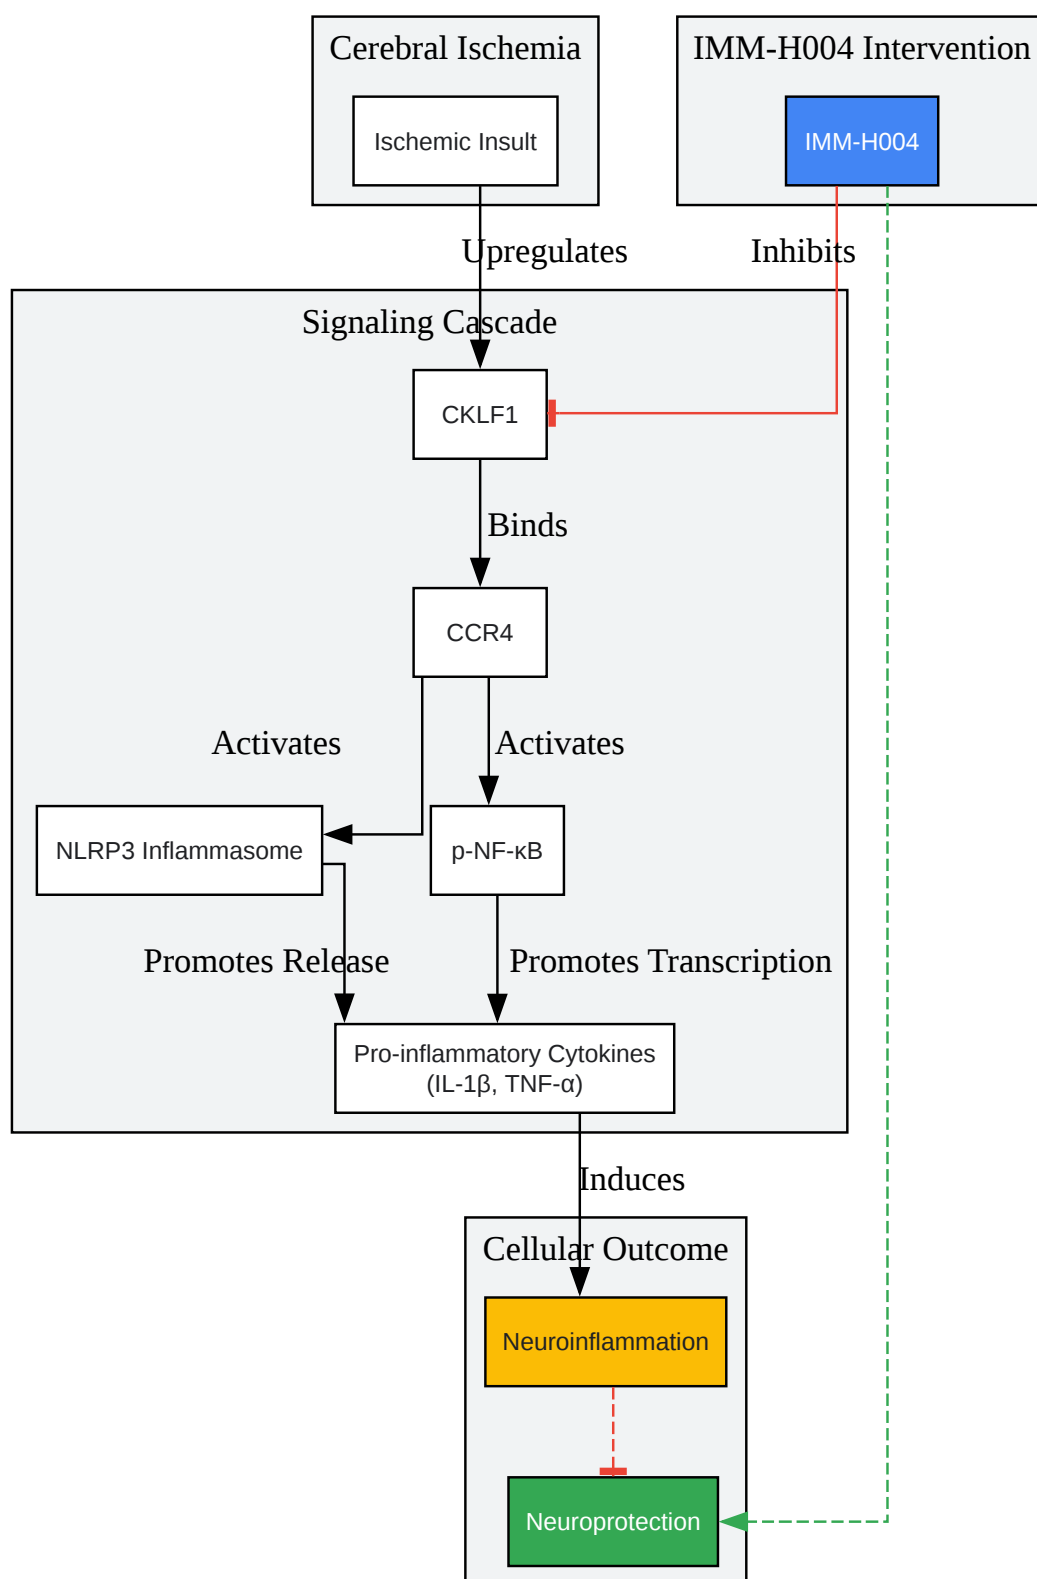 Cerebral Ischemia
IMM-H004 Intervention
Ischemic Insult
IMM-H004
Upregulates
Inhibits
Signaling Cascade
CKLF1
Binds
CCR4
Activates
Activates
NLRP3 Inflammasome
p-NF-κB
Promotes Release
Promotes Transcription
Pro-inflammatory Cytokines
(IL-1β, TNF-α)
Induces
Cellular Outcome
Neuroinflammation
Neuroprotection